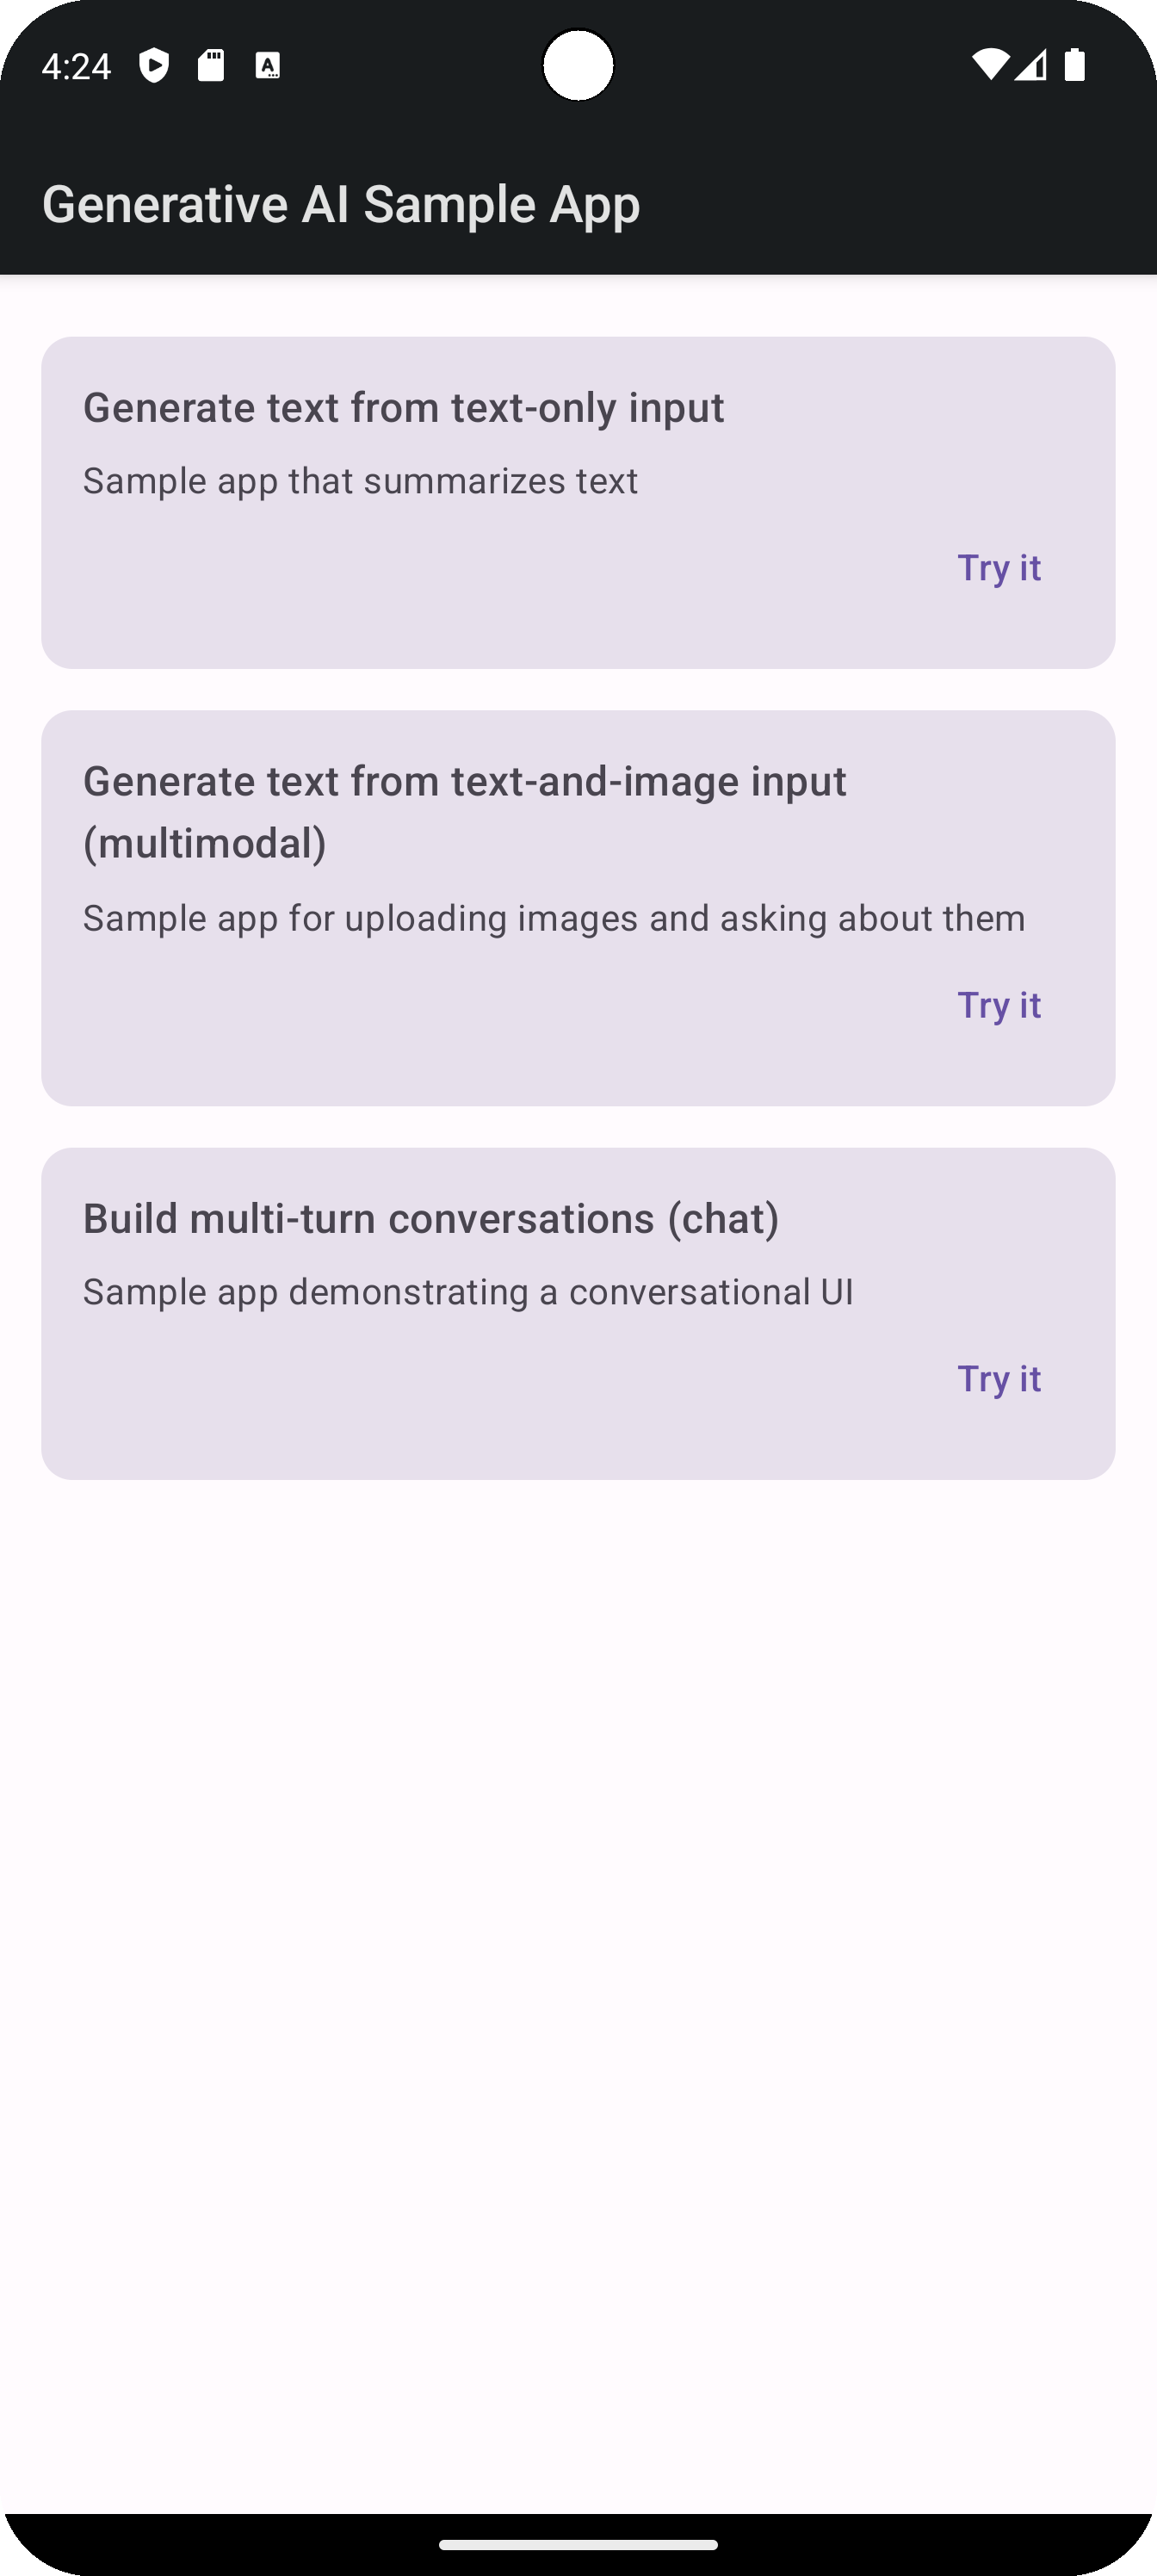 4:24
Generative AI Sample App
Generate text from text-only input
Sample app that summarizes text
Try it
Generate text from text-and-image input
(multimodal)
Sample app for uploading images and asking about them
Try it
Build multi-turn conversations (chat)
Sample app demonstrating a conversational UI
Try it